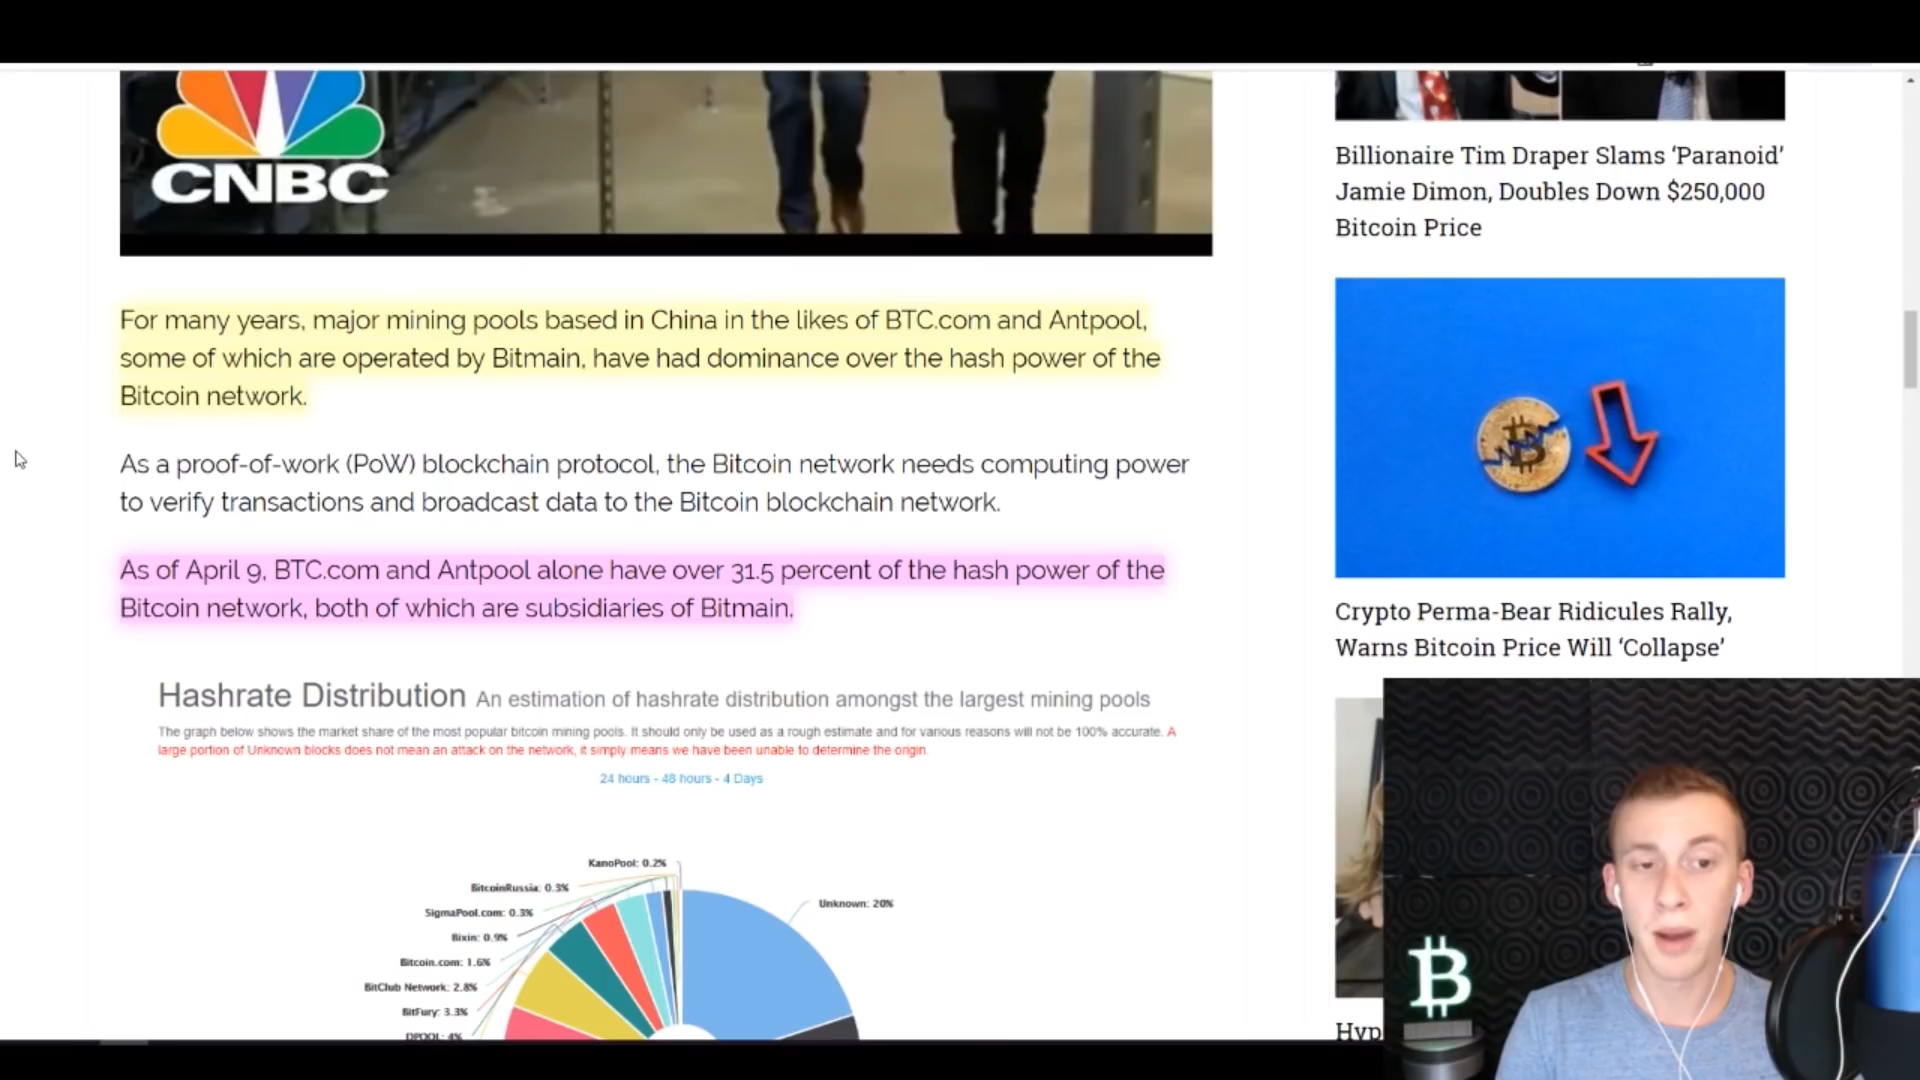 CNBC
For many years, major mining pools based in China in the likes of BTC.com and Antpool,
some of which are operated by Bitmain, have had dominance over the hash power of the
Bitcoin network.
As a proof-of-work (PoW) blockchain protocol, the Bitcoin network needs computing power
to verify transactions and broadcast data to the Bitcoin blockchain network.
As of April 9, BTC.com and Antpool alone have over 31.5 percent of the hash power of the
Bitcoin network, both of which are subsidiaries of Bitmain.
Hashrate Distribution An estimation of hashrate distribution amongst the largest mining pools
The graph below shows the market share of the most popular bitcoin mining pools. It should only be used as a rough estimate and for various reasons will not be 100% accurate. A
large portion of Unknown blocks does not mean an attack on the network, it simply means we have been unable to determine the origin.
24 hours - 48 hours - 4 Days
KanoPool: 0.2%
BitcoinRussia: 0.3%
SigmaPool.com: 0.3%
Bixin: 0.9%
Bitcoin.com: 1.6%
BitClub Network: 2.8%
BitFury: 3.3%
DPOOL: 4%
Unknown: 20%
Billionaire Tim Draper Slams ‘Paranoid’
Jamie Dimon, Doubles Down $250,000
Bitcoin Price
Crypto Perma-Bear Ridicules Rally,
Warns Bitcoin Price Will ‘Collapse’
Hyp